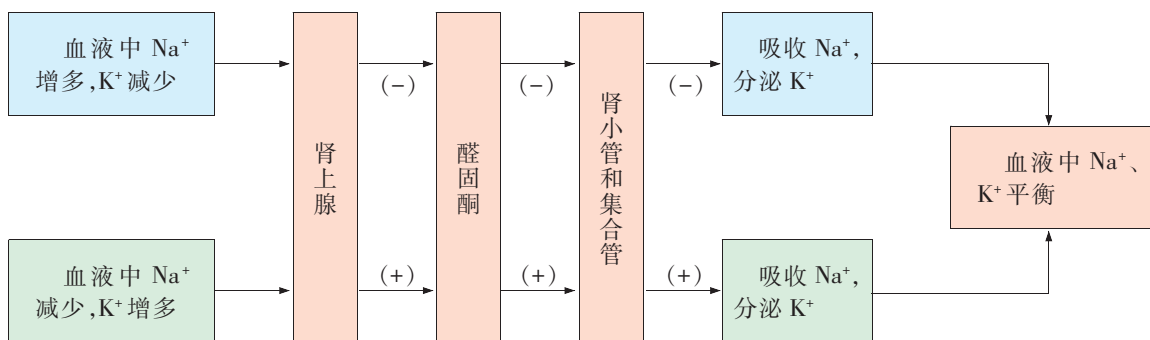 血液中 Na⁺
增多,K⁺ 减少
(-)
(-)
(-)
吸收 Na⁺,
分泌 K⁺
肾上腺
醛固酮
肾小管和集合管
血液中 Na⁺、
K⁺ 平衡
血液中 Na⁺
减少,K⁺ 增多
(+)
(+)
(+)
吸收 Na⁺,
分泌 K⁺